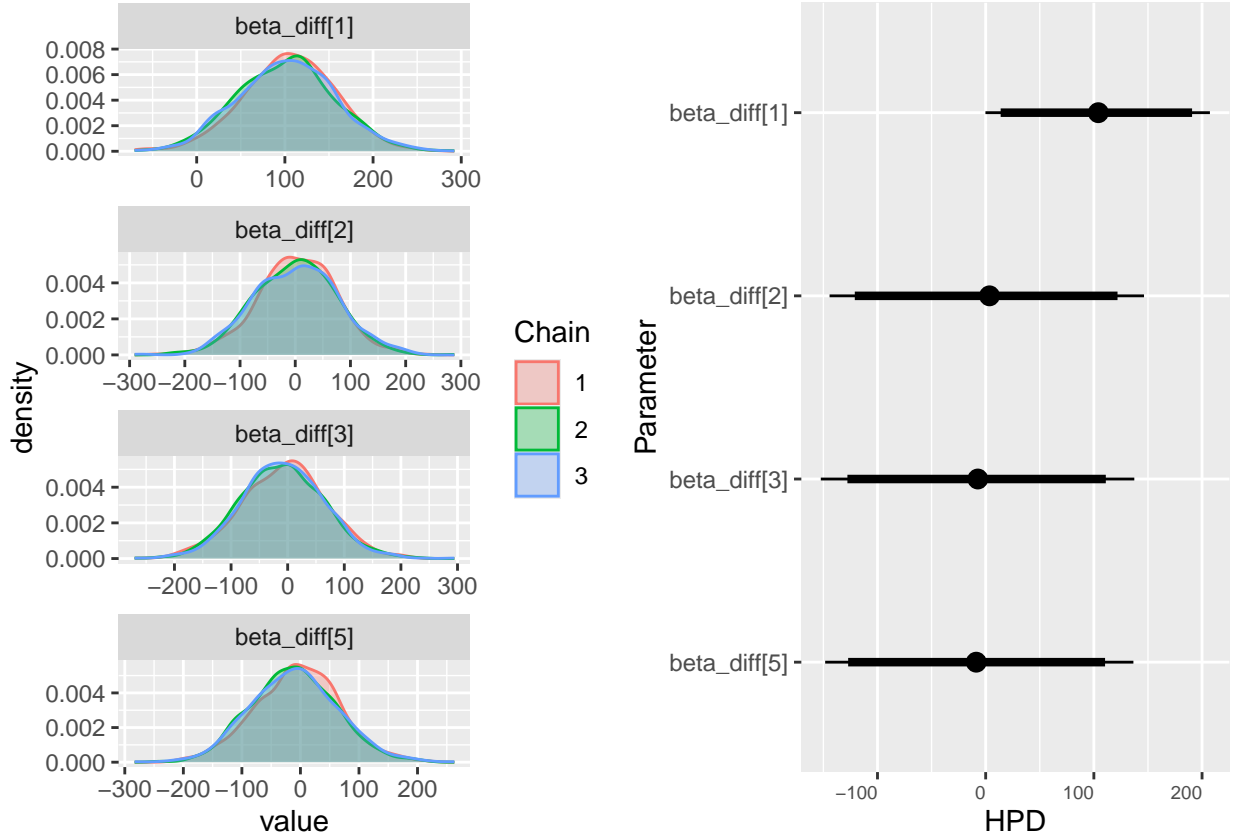 beta_diff[1]
0.008
0.006
0.004
0.002
0.000
0 100 200 300
beta_diff[2]
0.004
0.002
0.000
−300 −200 −100 0 100 200 300
beta_diff[3]
0.004
0.002
0.000
−200 −100 0 100 200 300
beta_diff[5]
0.004
0.002
0.000
−300 −200 −100 0 100 200
density
value
Chain
1
2
3
Parameter
beta_diff[1]
beta_diff[2]
beta_diff[3]
beta_diff[5]
−100 0 100 200
HPD